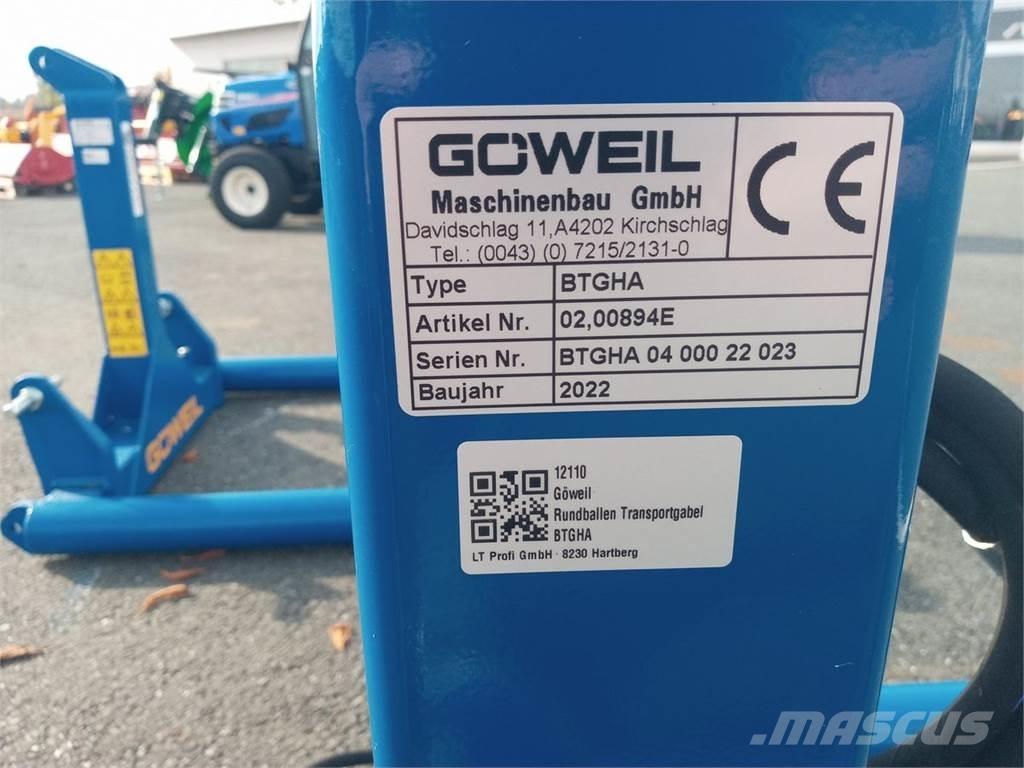 GÖWEIL
Maschinenbau GmbH
Davidschlag 11,A4202 Kirchschlag
Tel.: (0043) (0) 7215/2131-0
CE
Type BTGHA
Artikel Nr. 02,00894E
Serien Nr. BTGHA 04 000 22 023
Baujahr 2022
12110
Göweil
Rundballen Transportgabel
BTGHA
LT Profi GmbH · 8230 Hartberg
GÖWEIL
MASCUS